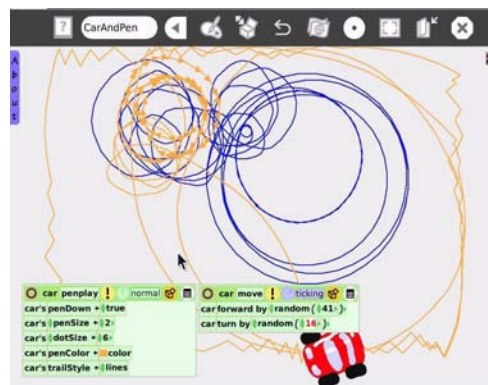 CarAndPen
About
car penplay normal
car's penDown true
car's penSize 2
car's dotSize 6
car's penColor color
car's trailStyle lines
car move ticking
car forward by random ( 41 )
car turn by random ( 16 )